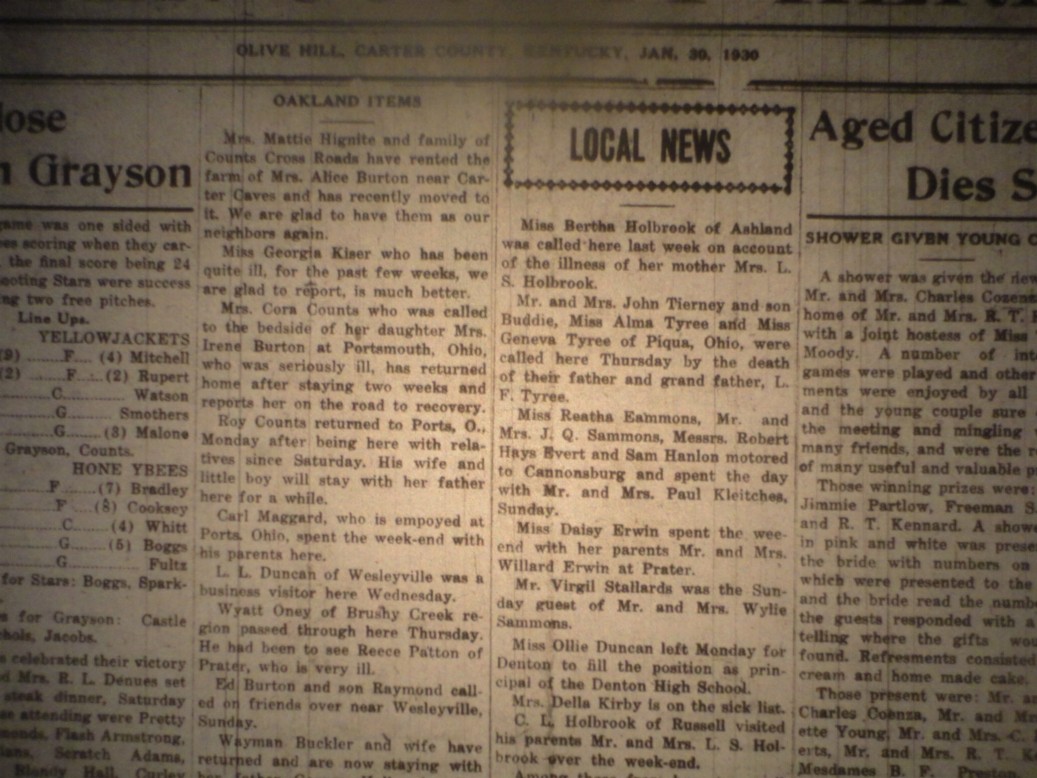 OLIVE HILL, CARTER COUNTY, KENTUCKY, JAN. 30, 1930
lose
n Grayson
game was one sided with
ees scoring when they car-
the final score being 24
ooting Stars were success
ng two free pitches.
Line Ups.
YELLOWJACKETS
(9) F (4) Mitchell
(2) F (2) Rupert
C Watson
G Smothers
G (3) Malone
Grayson, Counts.
HONE YBEES
F (7) Bradley
F (8) Cooksey
C (4) Whitt
G (5) Boggs
G Fultz
for Stars: Boggs, Spark-
s for Grayson: Castle
chols, Jacobs.
s celebrated their victory
d Mrs. R. L. Denues set
steak dinner, Saturday
se attending were Pretty
monds, Flash Armstrong,
ians, Scratch Adams,
Blondy Hall, Curley
OAKLAND ITEMS
Mrs. Mattie Hignite and family of
Counts Cross Roads have rented the
farm of Mrs. Alice Burton near Car-
ter Caves and has recently moved to
it. We are glad to have them as our
neighbors again.
Miss Georgia Kiser who has been
quite ill, for the past few weeks, we
are glad to report, is much better.
Mrs. Cora Counts who was called
to the bedside of her daughter Mrs.
Irene Burton at Portsmouth, Ohio,
who was seriously ill, has returned
home after staying two weeks and
reports her on the road to recovery.
Roy Counts returned to Ports, O.,
Monday after being here with rela-
tives since Saturday. His wife and
little boy will stay with her father
here for a while.
Carl Maggard, who is empoyed at
Ports. Ohio, spent the week-end with
his parents here.
L. L. Duncan of Wesleyville was a
business visitor here Wednesday.
Wyatt Oney of Brushy Creek re-
gion passed through here Thursday.
He had been to see Reece Patton of
Prater, who is very ill.
Ed Burton and son Raymond call-
ed on friends over near Wesleyville,
Sunday.
Wayman Buckler and wife have
returned and are now staying with
LOCAL NEWS
Miss Bertha Holbrook of Ashland
was called here last week on account
of the illness of her mother Mrs. L.
S. Holbrook.
Mr. and Mrs. John Tierney and son
Buddie, Miss Alma Tyree and Miss
Geneva Tyree of Piqua, Ohio, were
called here Thursday by the death
of their father and grand father, L.
F. Tyree.
Miss Reatha Eammons, Mr. and
Mrs. J. Q. Sammons, Messrs. Robert
Hays Evert and Sam Hanlon motored
to Cannonsburg and spent the day
with Mr. and Mrs. Paul Kleitches,
Sunday.
Miss Daisy Erwin spent the wee-
end with her parents Mr. and Mrs.
Willard Erwin at Prater.
Mr. Virgil Stallards was the Sun-
day guest of Mr. and Mrs. Wylie
Sammons.
Miss Ollie Duncan left Monday for
Denton to fill the position as prin-
cipal of the Denton High School.
Mrs. Della Kirby is on the sick list.
C. L. Holbrook of Russell visited
his parents Mr. and Mrs. L. S. Hol-
brook over the week-end.
Aged Citize
Dies S
SHOWER GIVEN YOUNG C
A shower was given the new
Mr. and Mrs. Charles Cozens
home of Mr. and Mrs. R. T. K
with a joint hostess of Miss
Moody. A number of int
games were played and other
ments were enjoyed by all
and the young couple sure
the meeting and mingling
many friends, and were the r
of many useful and valuable p
Those winning prizes were:
Jimmie Partlow, Freeman S
and R. T. Kennard. A showe
in pink and white was prese
the bride with numbers on
which were presented to the
and the bride read the numbe
the guests responded with a
telling where the gifts wou
found. Refresments consisted
cream and home made cake.
Those present were: Mr. an
Charles Coenza, Mr. and Mr
ette Young, Mr. and Mrs. C. E
erts, Mr. and Mrs. R. T. K
Mesdames B. F.